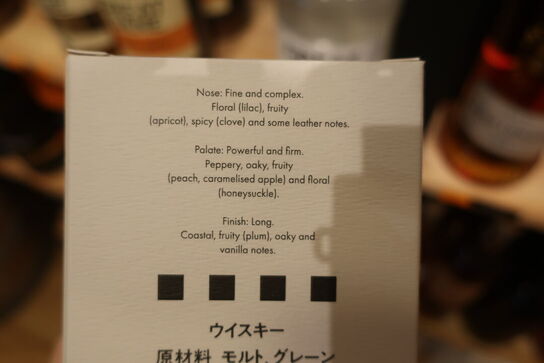 Nose: Fine and complex.
Floral (lilac), fruity
(apricot), spicy (clove) and some leather notes.
Palate: Powerful and firm.
Peppery, oaky, fruity
(peach, caramelised apple) and floral
(honeysuckle).
Finish: Long.
Coastal, fruity (plum), oaky and
vanilla notes.
ウイスキー
原材料 モルト、グレーン